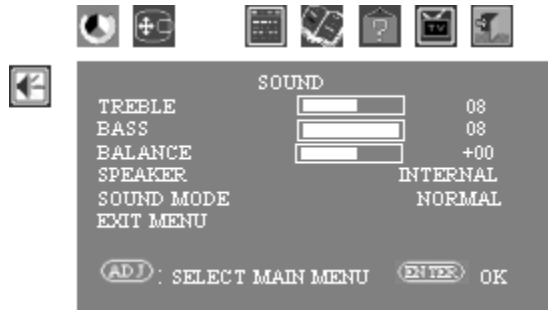 TV
SOUND
TREBLE 08
BASS 08
BALANCE +00
SPEAKER INTERNAL
SOUND MODE NORMAL
EXIT MENU
ADJ : SELECT MAIN MENU ENTER OK